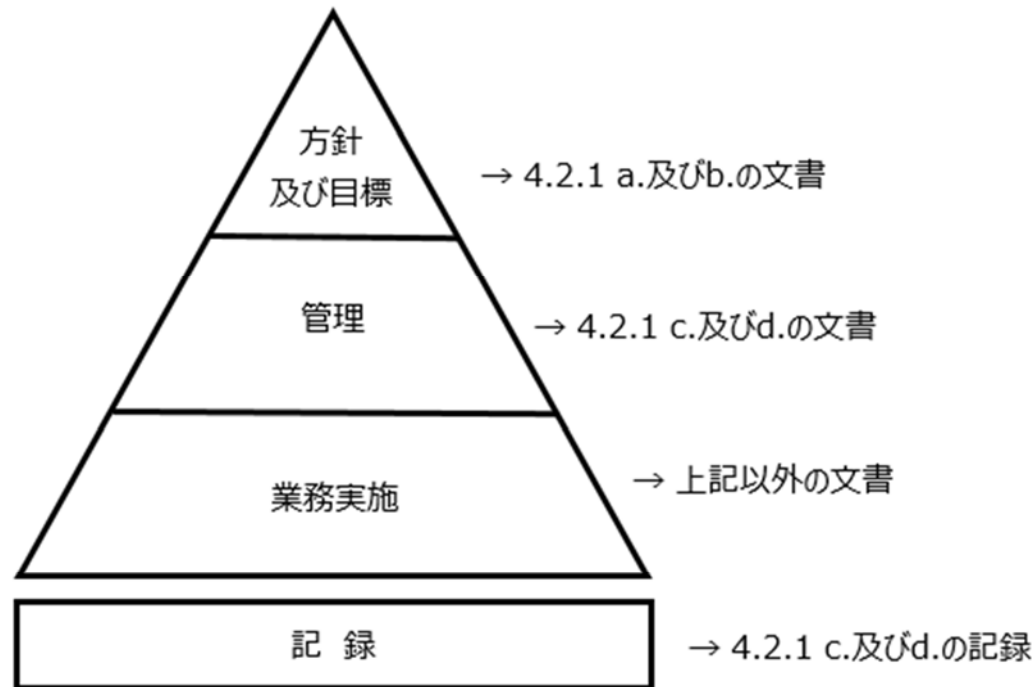 方針
及び目標
→ 4.2.1 a.及びb.の文書
管理
→ 4.2.1 c.及びd.の文書
業務実施
→ 上記以外の文書
記 録
→ 4.2.1 c.及びd.の記録